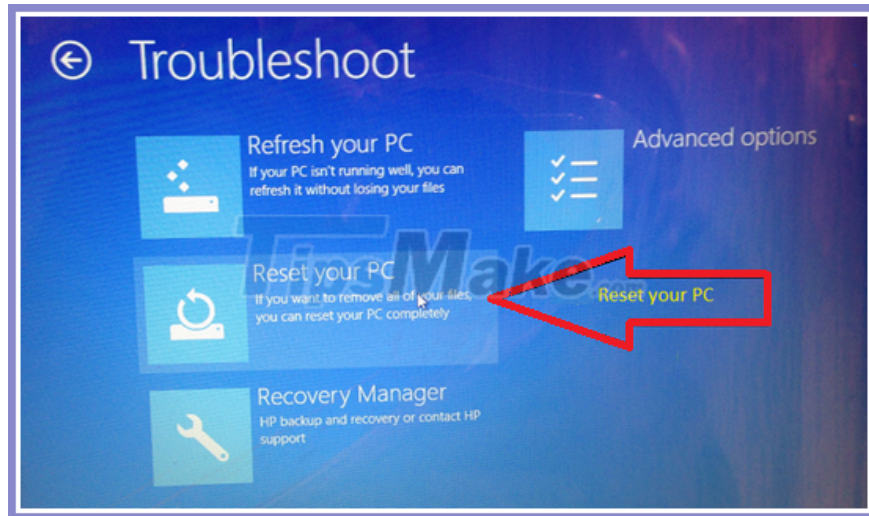 Troubleshoot
Refresh your PC
If your PC isn't running well, you can
refresh it without losing your files
Advanced options
TipsMake.com
Reset your PC
If you want to remove all of your files,
you can reset your PC completely
Reset your PC
Recovery Manager
HP backup and recovery or contact HP
support